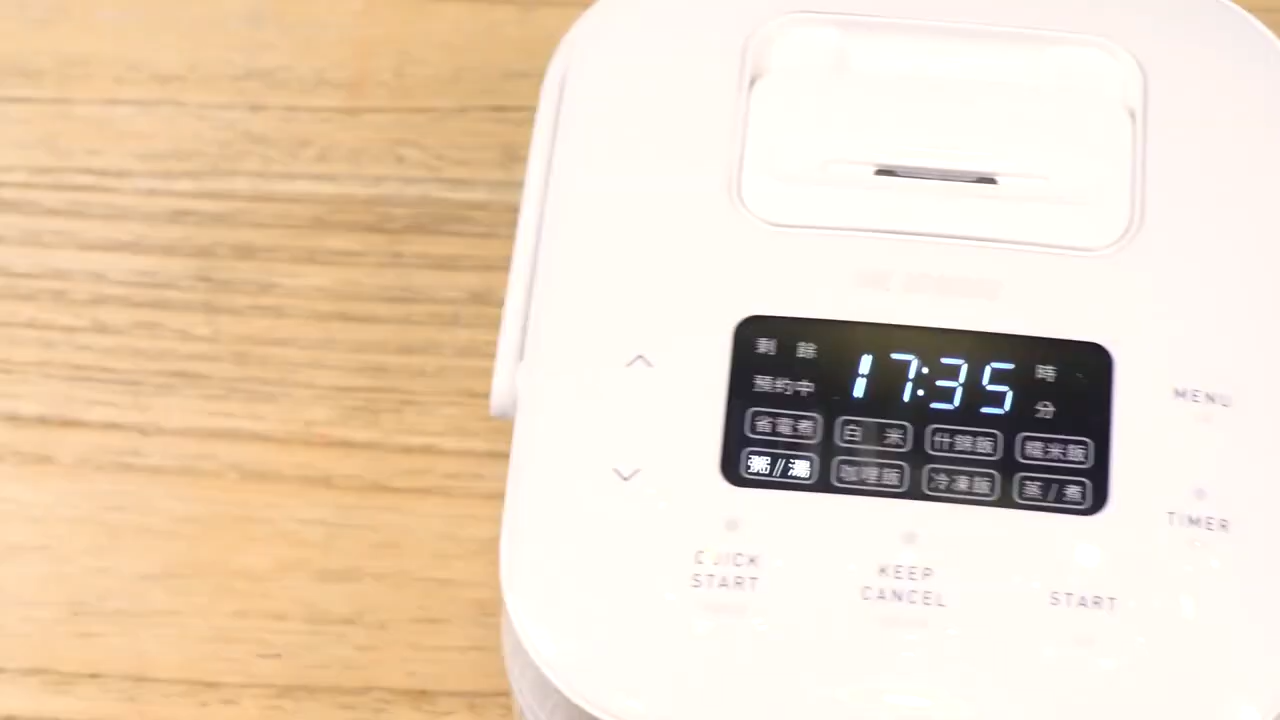 剩 餘 17:35 時
預約中 分
省電煮 白 米 什錦飯 糯米飯
粥//湯 咖哩飯 冷凍飯 蒸/煮
MENU
TIMER
QUICK START
KEEP CANCEL
START